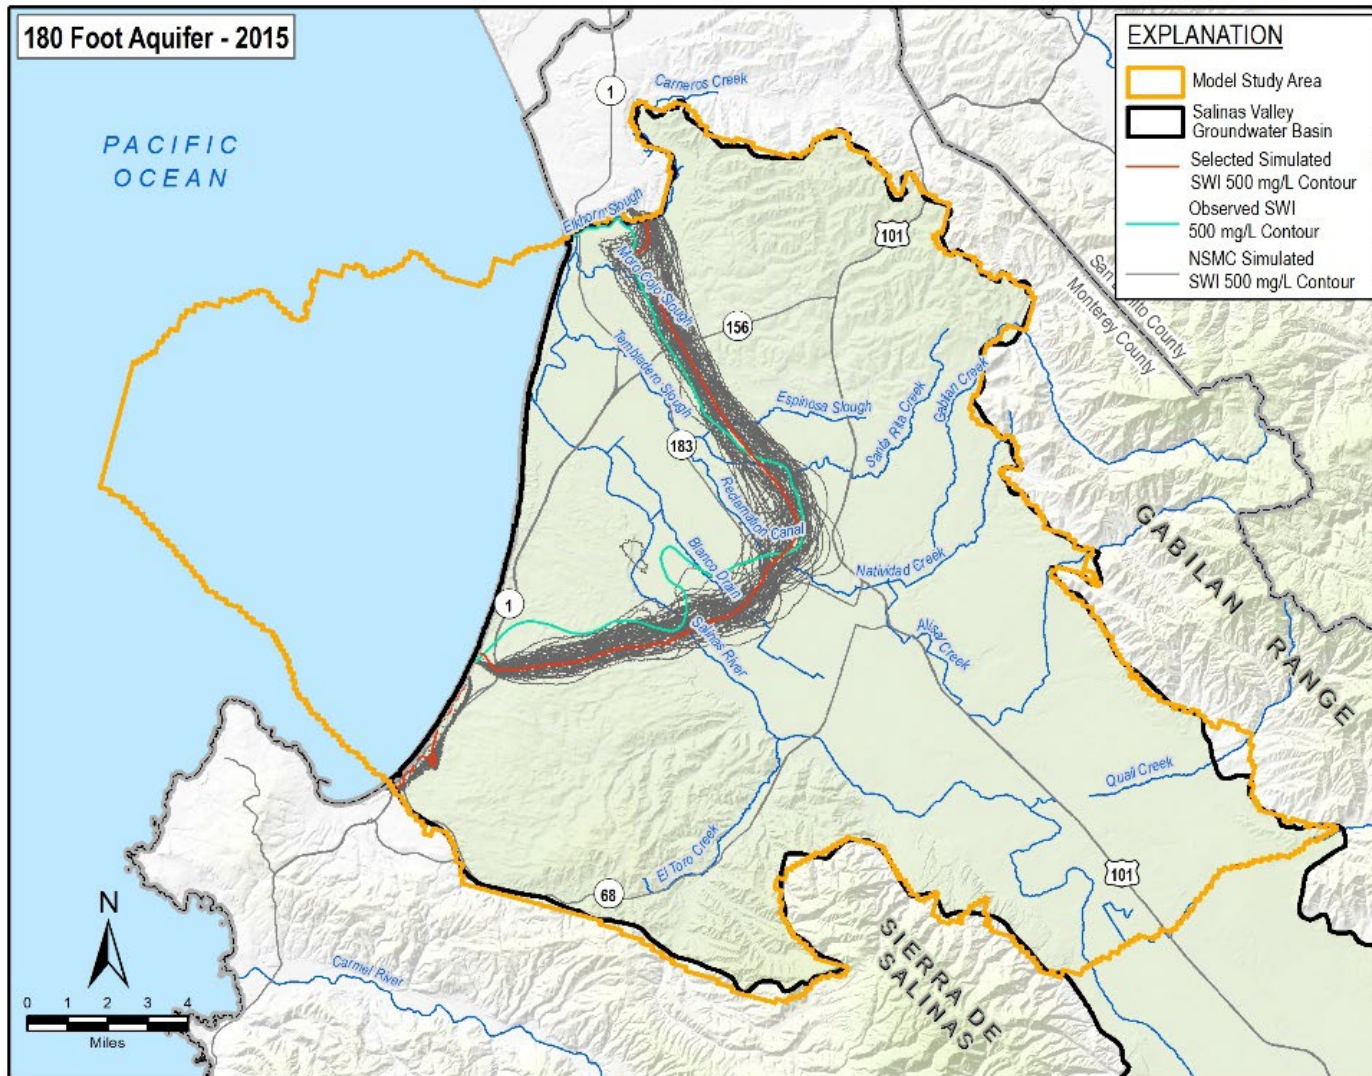 180 Foot Aquifer - 2015
EXPLANATION
Model Study Area
Salinas Valley
Groundwater Basin
Selected Simulated
SWI 500 mg/L Contour
Observed SWI
500 mg/L Contour
NSMC Simulated
SWI 500 mg/L Contour
PACIFIC
OCEAN
1
Carneros Creek
Elkhorn Slough
101
Moro Cojo Slough
San Benito County
Monterey County
156
Tembladero Slough
Espinosa Slough
Santa Rita Creek
Gabilan Creek
183
Reclamation Canal
Blanco Drain
Natividad Creek
GABILAN RANGE
1
Salinas River
Alisal Creek
Quail Creek
El Toro Creek
101
68
SIERRA DE
SALINAS
Carmel River
N
0 1 2 3 4
Miles